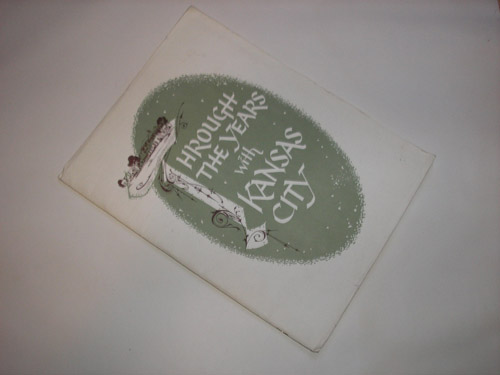 THROUGH
THE YEARS
with
KANSAS
CITY